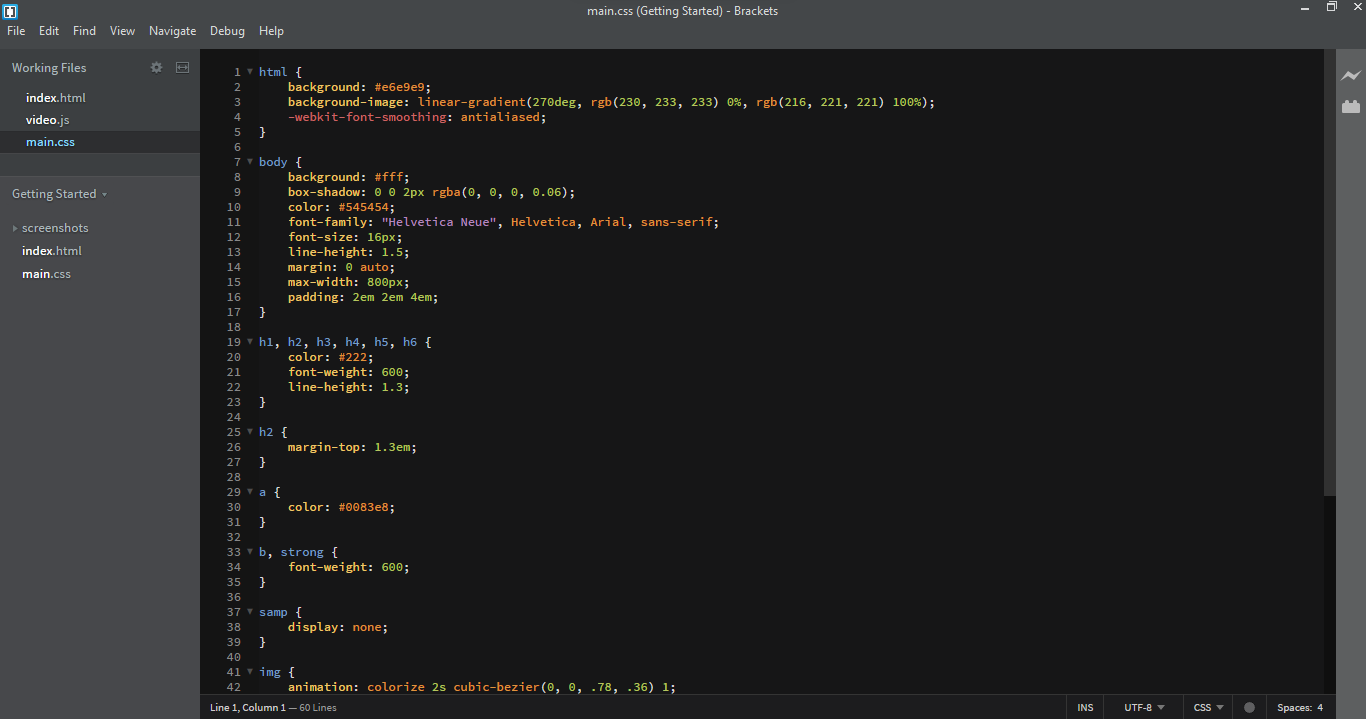 main.css (Getting Started) - Brackets
File Edit Find View Navigate Debug Help
Working Files
index.html
video.js
main.css
Getting Started
screenshots
index.html
main.css
1 html {
2     background: #e6e9e9;
3     background-image: linear-gradient(270deg, rgb(230, 233, 233) 0%, rgb(216, 221, 221) 100%);
4     -webkit-font-smoothing: antialiased;
5 }
6
7 body {
8     background: #fff;
9     box-shadow: 0 0 2px rgba(0, 0, 0, 0.06);
10     color: #545454;
11     font-family: "Helvetica Neue", Helvetica, Arial, sans-serif;
12     font-size: 16px;
13     line-height: 1.5;
14     margin: 0 auto;
15     max-width: 800px;
16     padding: 2em 2em 4em;
17 }
18
19 h1, h2, h3, h4, h5, h6 {
20     color: #222;
21     font-weight: 600;
22     line-height: 1.3;
23 }
24
25 h2 {
26     margin-top: 1.3em;
27 }
28
29 a {
30     color: #0083e8;
31 }
32
33 b, strong {
34     font-weight: 600;
35 }
36
37 samp {
38     display: none;
39 }
40
41 img {
42     animation: colorize 2s cubic-bezier(0, 0, .78, .36) 1;
Line 1, Column 1 — 60 Lines INS UTF-8 CSS Spaces: 4